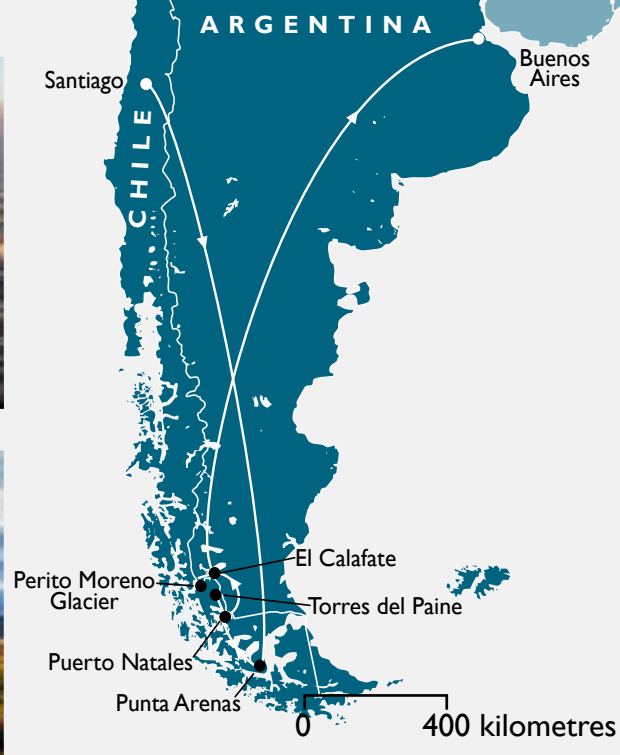 ARGENTINA
Buenos
Aires
Santiago
CHILE
El Calafate
Perito Moreno
Glacier
Torres del Paine
Puerto Natales
Punta Arenas
0
400 kilometres